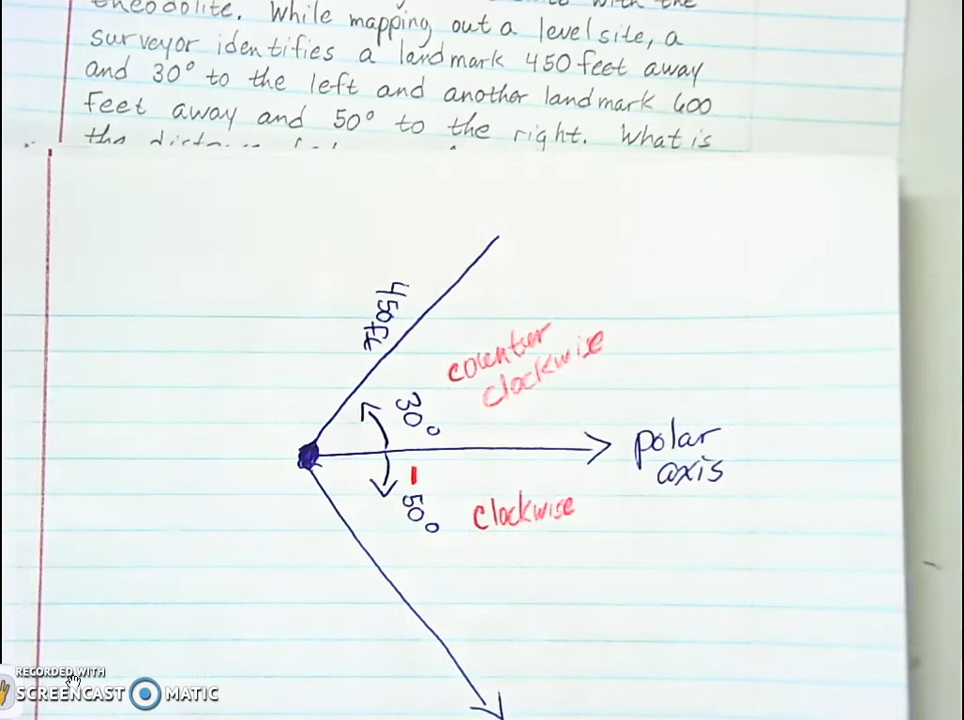 theodolite. While mapping out a level site, a
surveyor identifies a landmark 450 feet away
and 30° to the left and another landmark 600
feet away and 50° to the right. What is
450ft
counter
clockwise
30°
polar
axis
-50°
clockwise
RECORDED WITH
SCREENCAST MATIC